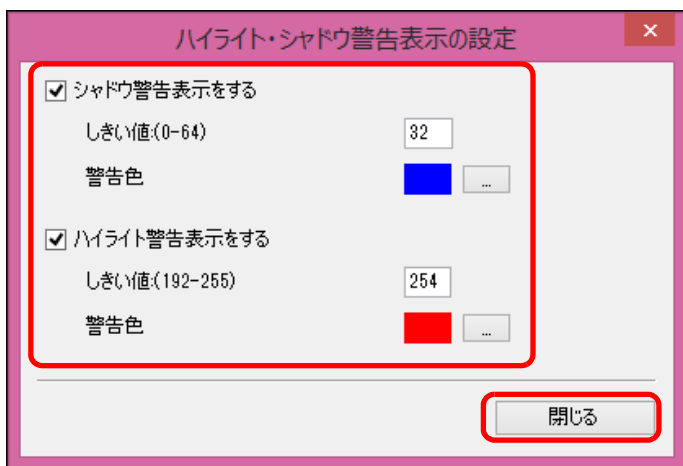 ハイライト・シャドウ警告表示の設定
×
シャドウ警告表示をする
しきい値:(0-64) 32
警告色 ...
ハイライト警告表示をする
しきい値:(192-255) 254
警告色 ...
閉じる